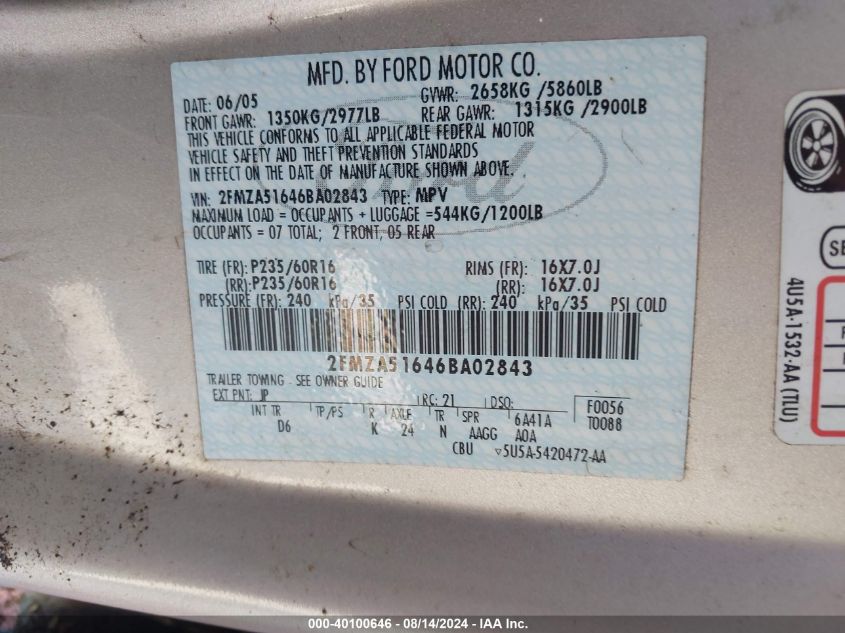 MFD. BY FORD MOTOR CO.
DATE: 06/05
GVWR: 2658KG /5860LB
FRONT GAWR: 1350KG/2977LB
REAR GAWR: 1315KG /2900LB
THIS VEHICLE CONFORMS TO ALL APPLICABLE FEDERAL MOTOR
VEHICLE SAFETY AND THEFT PREVENTION STANDARDS
IN EFFECT ON THE DATE OF MANUFACTURE SHOWN ABOVE.
Ford
VIN: 2FMZA51646BA02843 TYPE: MPV
MAXIMUM LOAD = OCCUPANTS + LUGGAGE =544KG/1200LB
OCCUPANTS = 07 TOTAL; 2 FRONT, 05 REAR
TIRE (FR): P235/60R16 RIMS (FR): 16X7.0J
(RR): P235/60R16 (RR): 16X7.0J
PRESSURE (FR): 240 kPa/35 PSI COLD (RR): 240 kPa/35 PSI COLD
2FMZA51646BA02843
TRAILER TOWING - SEE OWNER GUIDE
EXT PNT: JP RC: 21 DSO:
F0056
T0088
INT TR TP/PS R AXLE TR SPR 6A41A
D6 K 24 N AAGG A0A
CBU ▿5U5A-5420472-AA
4U5A-1532-AA (TLU)
000-40100646 - 08/14/2024 - IAA Inc.